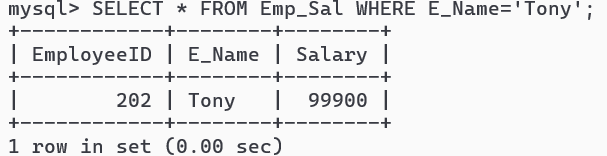 mysql> SELECT * FROM Emp_Sal WHERE E_Name='Tony';
+------------+--------+--------+
| EmployeeID | E_Name | Salary |
+------------+--------+--------+
|        202 | Tony   |  99900 |
+------------+--------+--------+
1 row in set (0.00 sec)